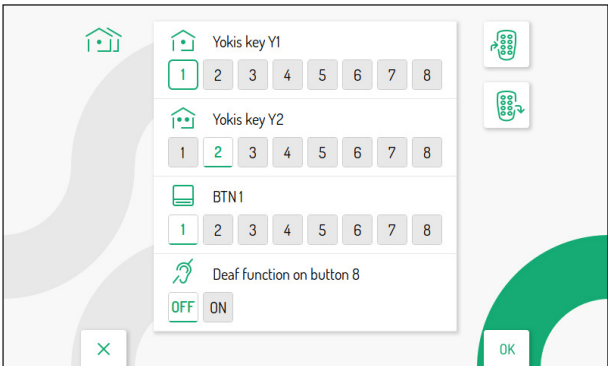 Yokis key Y1
1 2 3 4 5 6 7 8
Yokis key Y2
1 2 3 4 5 6 7 8
BTN 1
1 2 3 4 5 6 7 8
Deaf function on button 8
OFF ON
OK